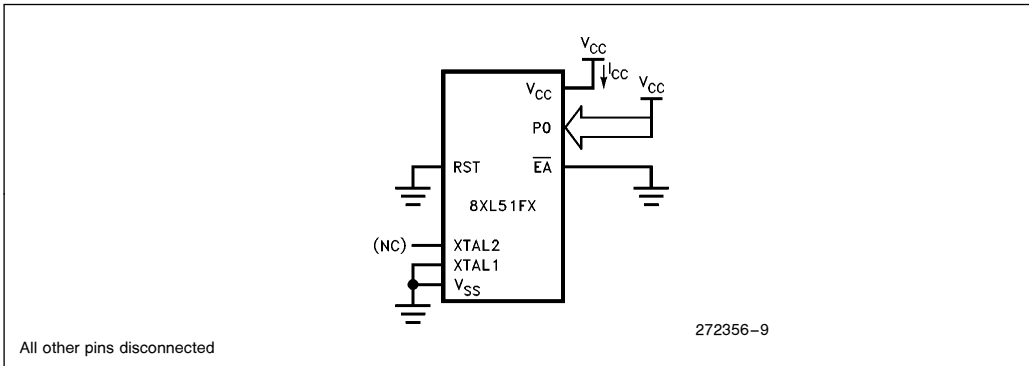 VCC
ICC
VCC
VCC
P0
RST
EA
8XL51FX
(NC)
XTAL2
XTAL1
VSS
272356–9
All other pins disconnected